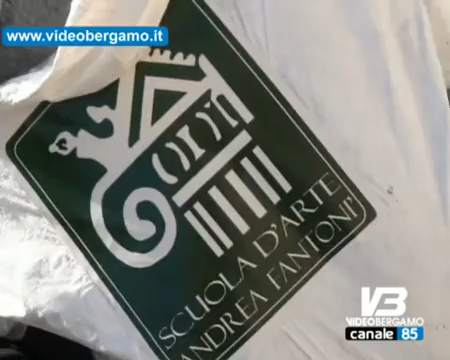 www.videobergamo.it
SCUOLA D'ARTE
ANDREA FANTONI
VB
VIDEOBERGAMO
canale 85